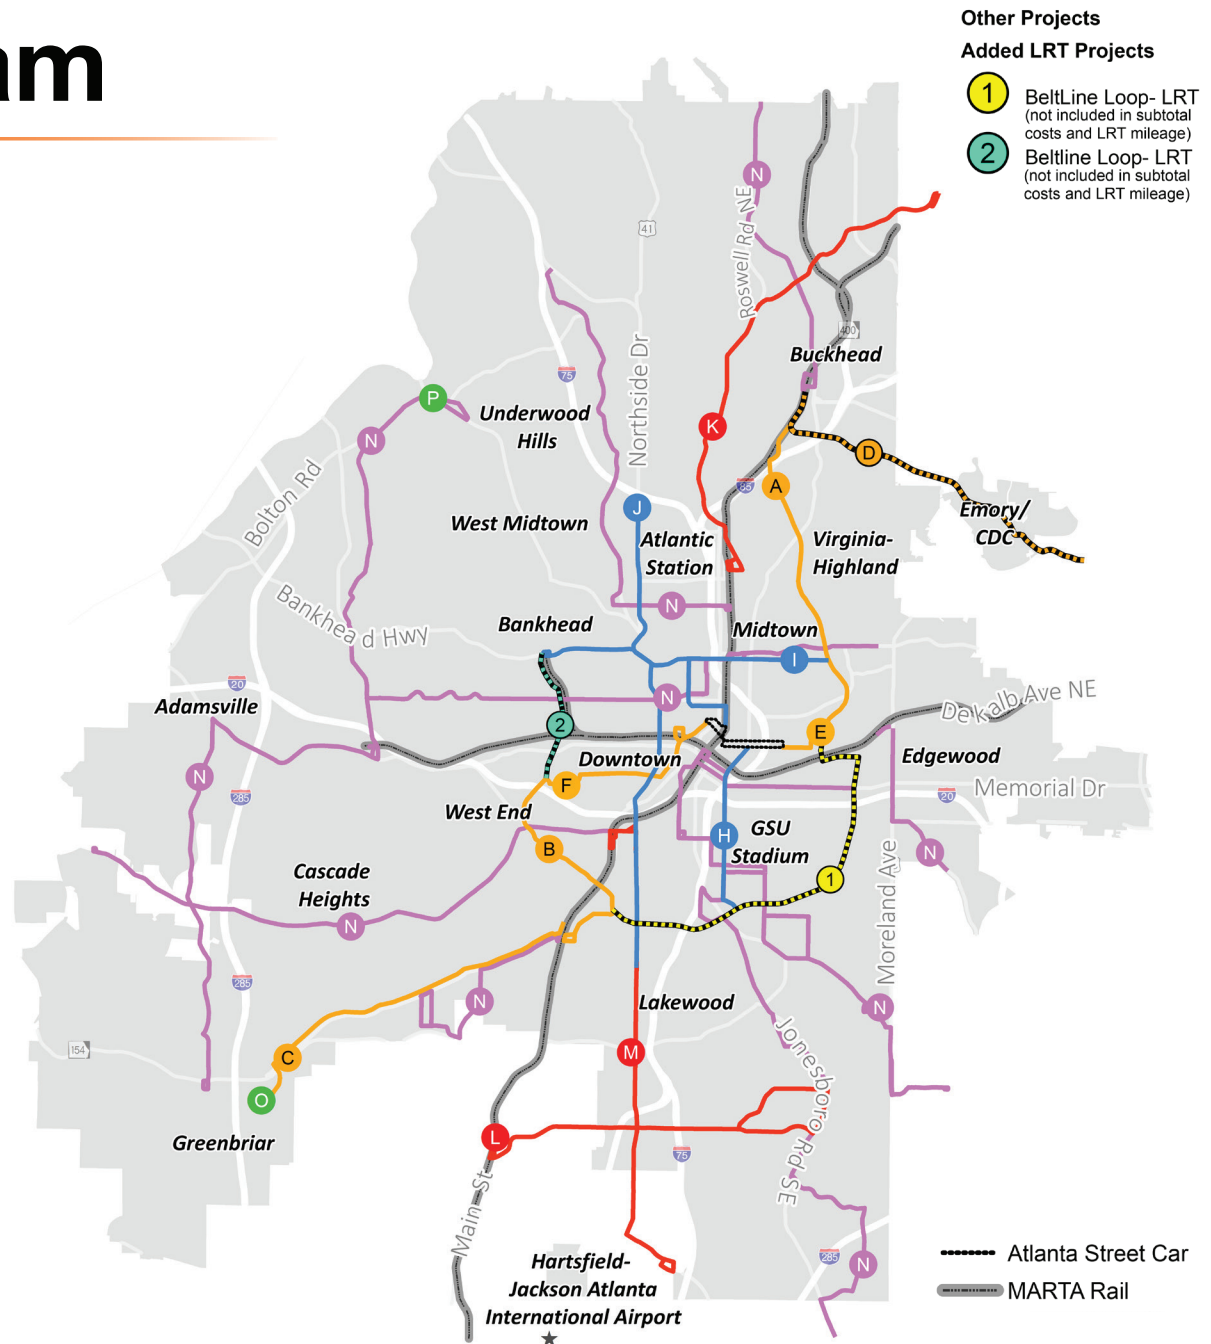 am
Other Projects
Added LRT Projects
1
BeltLine Loop- LRT
(not included in subtotal
costs and LRT mileage)
2
Beltline Loop- LRT
(not included in subtotal
costs and LRT mileage)
N
Roswell Rd NE
41
400
Buckhead
75
Northside Dr
P
Underwood
Hills
N
K
D
Bolton Rd
85
A
Emory/
CDC
J
West Midtown
Atlantic
Station
Virginia-
Highland
Bankhea d Hwy
N
Bankhead
Midtown
I
20
Adamsville
N
Dekalb Ave NE
2
E
N
Downtown
Edgewood
285
F
Memorial Dr
20
West End
B
H
GSU
Stadium
N
Cascade
Heights
1
Moreland Ave
N
285
N
Lakewood
N
154
C
M
Jonesboro Rd SE
O
Greenbriar
L
75
Main St
285
N
Hartsfield-
Jackson Atlanta
International Airport
Atlanta Street Car
MARTA Rail